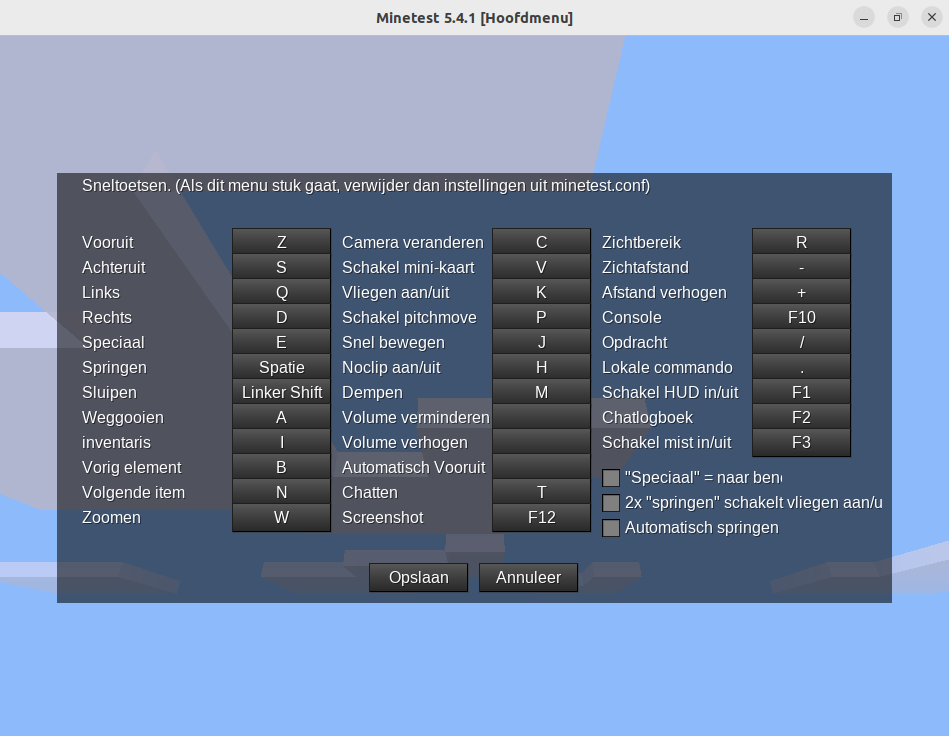 Minetest 5.4.1 [Hoofdmenu]
Sneltoetsen. (Als dit menu stuk gaat, verwijder dan instellingen uit minetest.conf)
Vooruit Z Camera veranderen C Zichtbereik R
Achteruit S Schakel mini-kaart V Zichtafstand -
Links Q Vliegen aan/uit K Afstand verhogen +
Rechts D Schakel pitchmove P Console F10
Speciaal E Snel bewegen J Opdracht /
Springen Spatie Noclip aan/uit H Lokale commando .
Sluipen Linker Shift Dempen M Schakel HUD in/uit F1
Weggooien A Volume verminderen Chatlogboek F2
inventaris I Volume verhogen Schakel mist in/uit F3
Vorig element B Automatisch Vooruit
Volgende item N Chatten T
Zoomen W Screenshot F12
"Speciaal" = naar ben
2x "springen" schakelt vliegen aan/u
Automatisch springen
Opslaan Annuleer